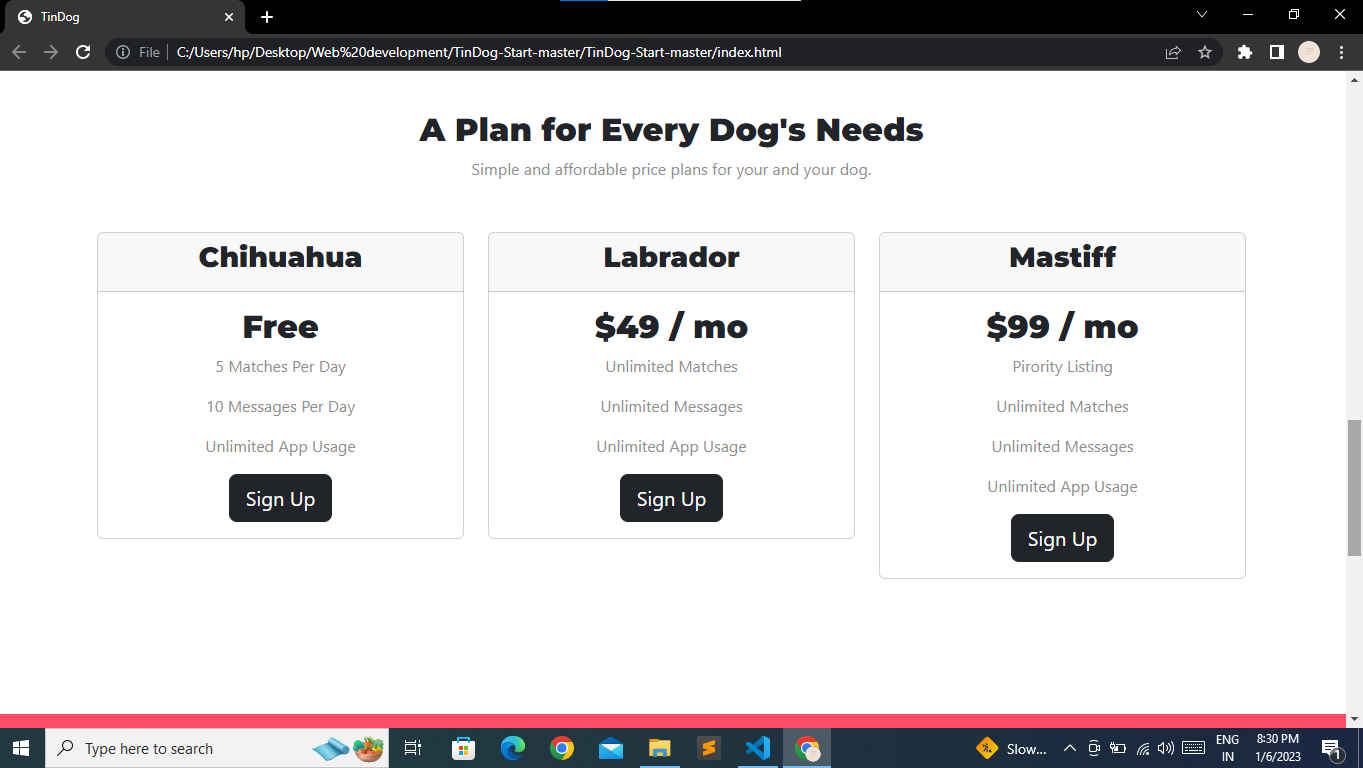 TinDog
File
C:/Users/hp/Desktop/Web%20development/TinDog-Start-master/TinDog-Start-master/index.html
A Plan for Every Dog's Needs
Simple and affordable price plans for your and your dog.
Chihuahua
Free
5 Matches Per Day
10 Messages Per Day
Unlimited App Usage
Sign Up
Labrador
$49 / mo
Unlimited Matches
Unlimited Messages
Unlimited App Usage
Sign Up
Mastiff
$99 / mo
Pirority Listing
Unlimited Matches
Unlimited Messages
Unlimited App Usage
Sign Up
Type here to search
Slow...
ENG
IN
8:30 PM
1/6/2023
1